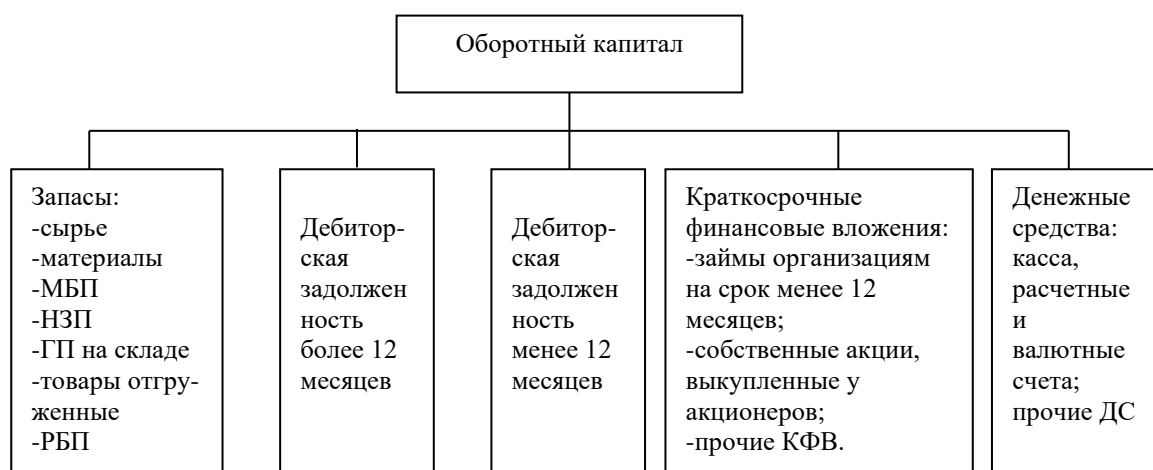 Оборотный капитал
Запасы:
-сырье
-материалы
-МБП
-НЗП
-ГП на складе
-товары отгру-
женные
-РБП
Дебитор-
ская
задолжен
ность
более 12
месяцев
Дебитор-
ская
задолжен
ность
менее 12
месяцев
Краткосрочные
финансовые вложения:
-займы организациям
на срок менее 12
месяцев;
-собственные акции,
выкупленные у
акционеров;
-прочие КФВ.
Денежные
средства:
касса,
расчетные
и
валютные
счета;
прочие ДС